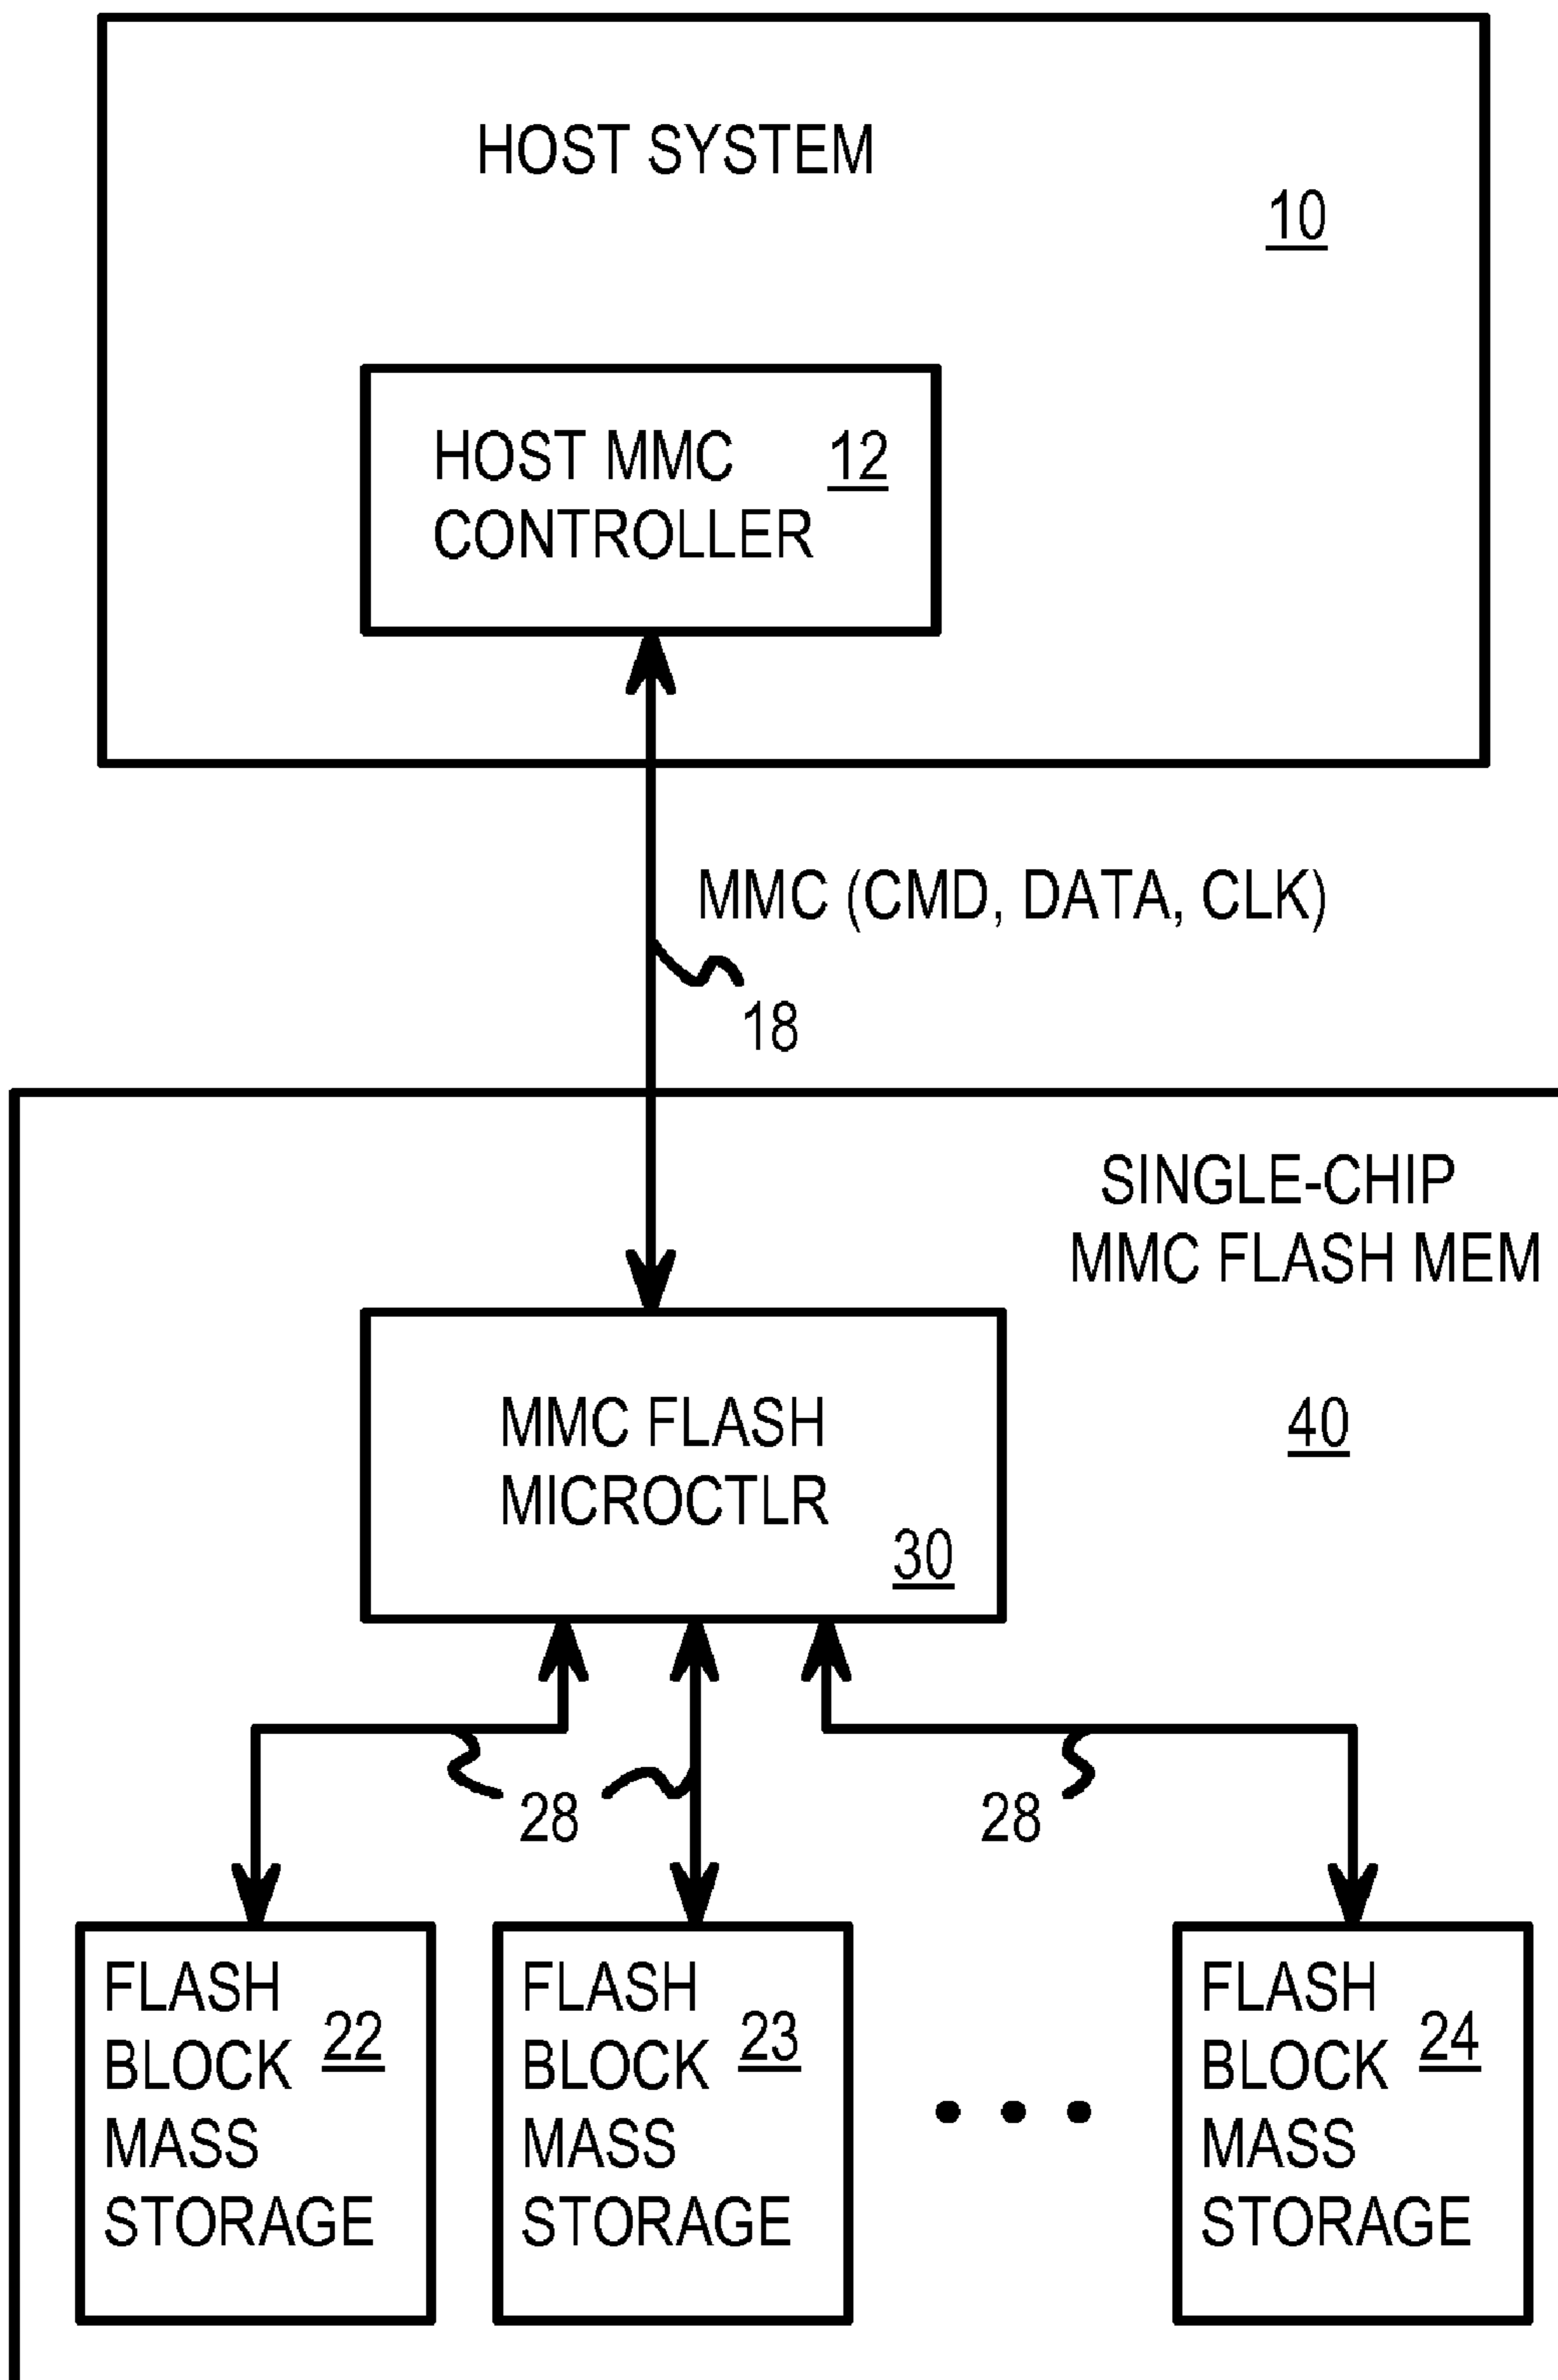 HOST SYSTEM
10
HOST MMC 12
CONTROLLER
MMC (CMD, DATA, CLK)
18
SINGLE-CHIP
MMC FLASH MEM
40
MMC FLASH
MICROCTLR
30
28
28
FLASH
BLOCK 22
MASS
STORAGE
FLASH
BLOCK 23
MASS
STORAGE
• • •
FLASH
BLOCK 24
MASS
STORAGE